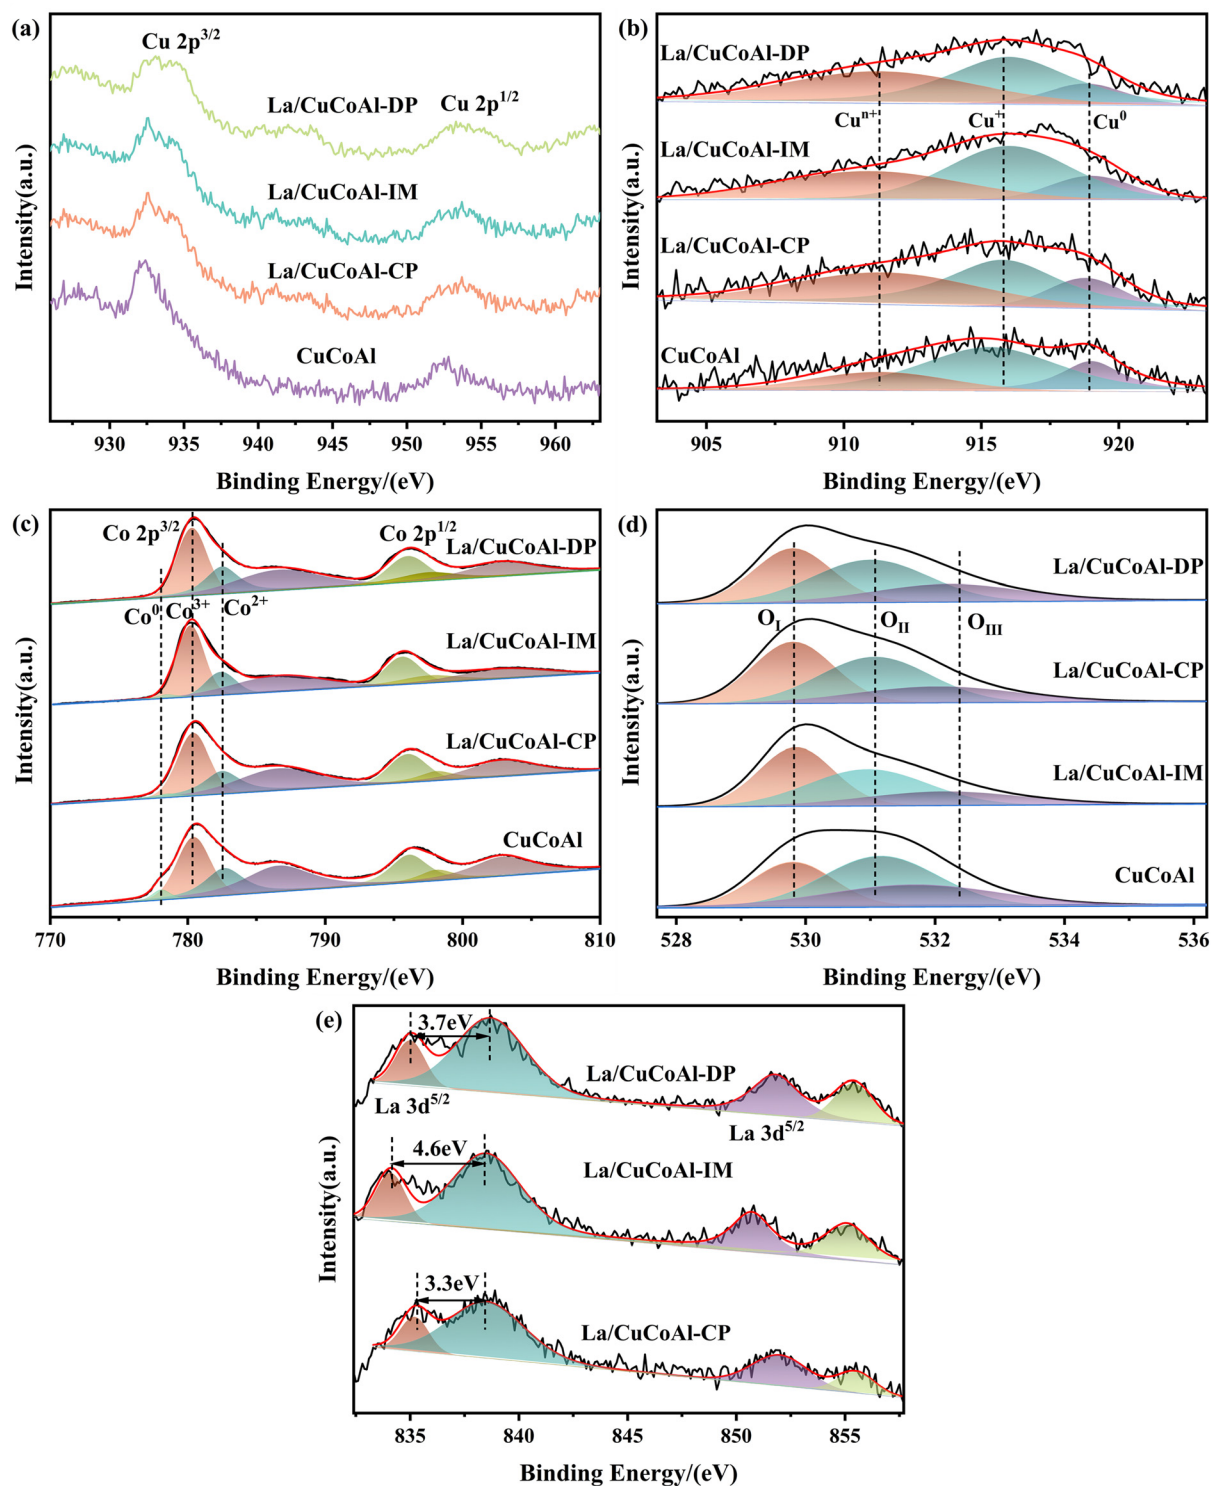 (a)
Cu 2p3/2
La/CuCoAl-DP
Cu 2p1/2
La/CuCoAl-IM
La/CuCoAl-CP
CuCoAl
Intensity(a.u.)
930 935 940 945 950 955 960
Binding Energy/(eV)
(b)
La/CuCoAl-DP
Cun+ Cu+ Cu0
La/CuCoAl-IM
La/CuCoAl-CP
CuCoAl
Intensity(a.u.)
905 910 915 920
Binding Energy/(eV)
(c)
Co 2p3/2 Co 2p1/2
La/CuCoAl-DP
Co0 Co3+ Co2+
La/CuCoAl-IM
La/CuCoAl-CP
CuCoAl
Intensity(a.u.)
770 780 790 800 810
Binding Energy/(eV)
(d)
La/CuCoAl-DP
OI OII OIII
La/CuCoAl-CP
La/CuCoAl-IM
CuCoAl
Intensity(a.u.)
528 530 532 534 536
Binding Energy/(eV)
(e)
3.7eV
La/CuCoAl-DP
La 3d5/2 La 3d5/2
4.6eV
La/CuCoAl-IM
3.3eV
La/CuCoAl-CP
Intensity(a.u.)
835 840 845 850 855
Binding Energy/(eV)